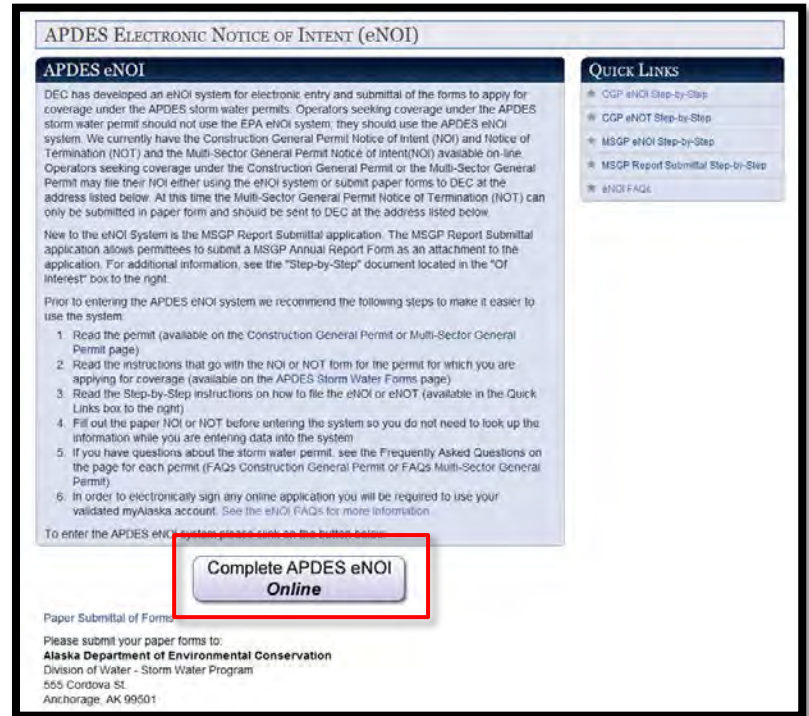 APDES ELECTRONIC NOTICE OF INTENT (eNOI)
APDES eNOI
DEC has developed an eNOI system for electronic entry and submittal of the forms to apply for
coverage under the APDES storm water permits. Operators seeking coverage under the APDES
storm water permit should not use the EPA eNOI system, they should use the APDES eNOI
system. We currently have the Construction General Permit Notice of Intent (NOI) and Notice of
Termination (NOT) and the Multi-Sector General Permit Notice of Intent(NOI) available on-line.
Operators seeking coverage under the Construction General Permit or the Multi-Sector General
Permit may file their NOI either using the eNOI system or submit paper forms to DEC at the
address listed below. At this time the Multi-Sector General Permit Notice of Termination (NOT) can
only be submitted in paper form and should be sent to DEC at the address listed below.
New to the eNOI System is the MSGP Report Submittal application. The MSGP Report Submittal
application allows permittees to submit a MSGP Annual Report Form as an attachment to the
application. For additional information, see the "Step-by-Step" document located in the "Of
Interest" box to the right.
Prior to entering the APDES eNOI system we recommend the following steps to make it easier to
use the system:
1. Read the permit (available on the Construction General Permit or Multi-Sector General
Permit page)
2. Read the instructions that go with the NOI or NOT form for the permit for which you are
applying for coverage (available on the APDES Storm Water Forms page)
3. Read the Step-by-Step instructions on how to file the eNOI or eNOT (available in the Quick
Links box to the right)
4. Fill out the paper NOI or NOT before entering the system so you do not need to look up the
information while you are entering data into the system
5. If you have questions about the storm water permit, see the Frequently Asked Questions on
the page for each permit (FAQs Construction General Permit or FAQs Multi-Sector General
Permit)
6. In order to electronically sign any online application you will be required to use your
validated myAlaska account. See the eNOI FAQs for more information.
To enter the APDES eNOI system please click on the button below.
Complete APDES eNOI
Online
Paper Submittal of Forms
Please submit your paper forms to:
Alaska Department of Environmental Conservation
Division of Water - Storm Water Program
555 Cordova St.
Anchorage, AK 99501
QUICK LINKS
CGP eNOI Step-by-Step
CGP eNOT Step-by-Step
MSGP eNOI Step-by-Step
MSGP Report Submittal Step-by-Step
eNOI FAQs